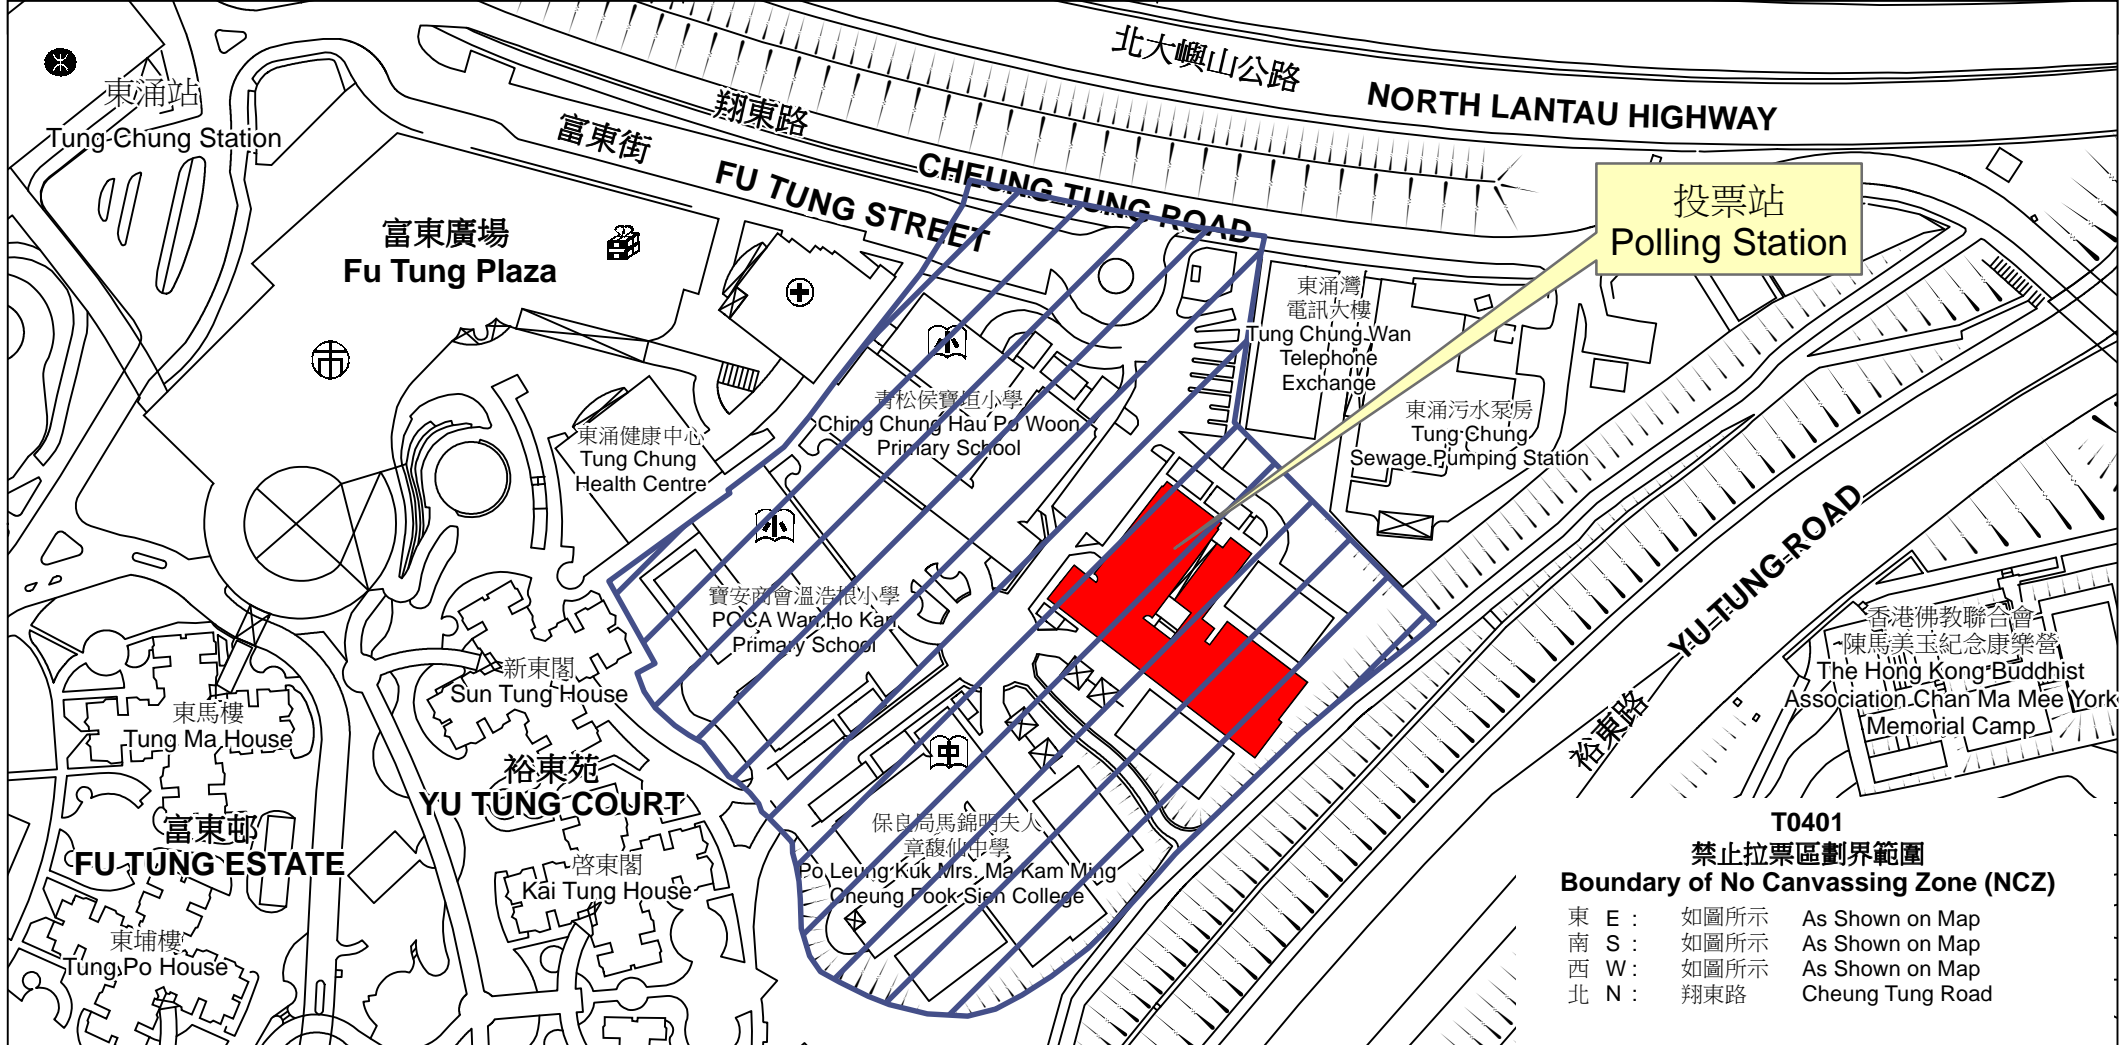 北大嶼山公路
NORTH LANTAU HIGHWAY
東涌站
Tung Chung Station
翔東路
CHEUNG TUNG ROAD
富東街
FU TUNG STREET
投票站
Polling Station
富東廣場
Fu Tung Plaza
市
東涌灣
電訊大樓
Tung Chung Wan
Telephone
Exchange
小
青松侯寶垣小學
Ching Chung Hau Po Woon
Primary School
東涌污水泵房
Tung Chung
Sewage Pumping Station
東涌健康中心
Tung Chung
Health Centre
小
寶安商會溫浩根小學
POCA Wan Ho Kan
Primary School
YU TUNG ROAD
裕東路
香港佛教聯合會
陳馬美玉紀念康樂營
The Hong Kong Buddhist
Association Chan Ma Mee York
Memorial Camp
新東閣
Sun Tung House
東馬樓
Tung Ma House
裕東苑
YU TUNG COURT
中
保良局馬錦明夫人
章馥仙中學
Po Leung Kuk Mrs. Ma Kam Ming
Cheung Fook Sien College
富東邨
FU TUNG ESTATE
啓東閣
Kai Tung House
東埔樓
Tung Po House
T0401
禁止拉票區劃界範圍
Boundary of No Canvassing Zone (NCZ)
東 E : 如圖所示 As Shown on Map
南 S : 如圖所示 As Shown on Map
西 W : 如圖所示 As Shown on Map
北 N : 翔東路 Cheung Tung Road